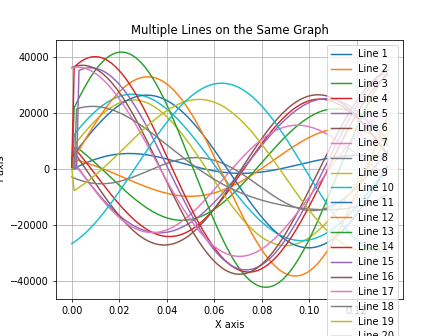 Multiple Lines on the Same Graph
40000
20000
0
−20000
−40000
0.00
0.02
0.04
0.06
0.08
0.10
X axis
Line 1
Line 2
Line 3
Line 4
Line 5
Line 6
Line 7
Line 8
Line 9
Line 10
Line 11
Line 12
Line 13
Line 14
Line 15
Line 16
Line 17
Line 18
Line 19
Line 20